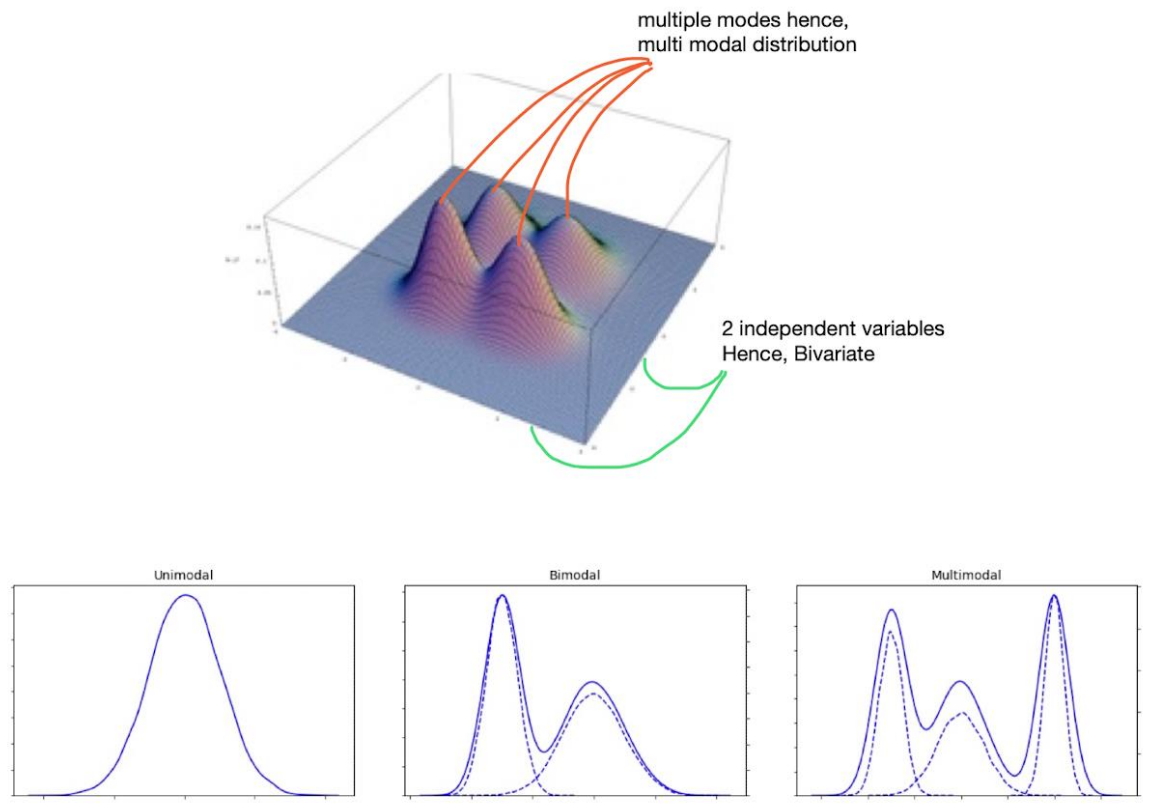 multiple modes hence,
multi modal distribution
2 independent variables
Hence, Bivariate
Unimodal
Bimodal
Multimodal